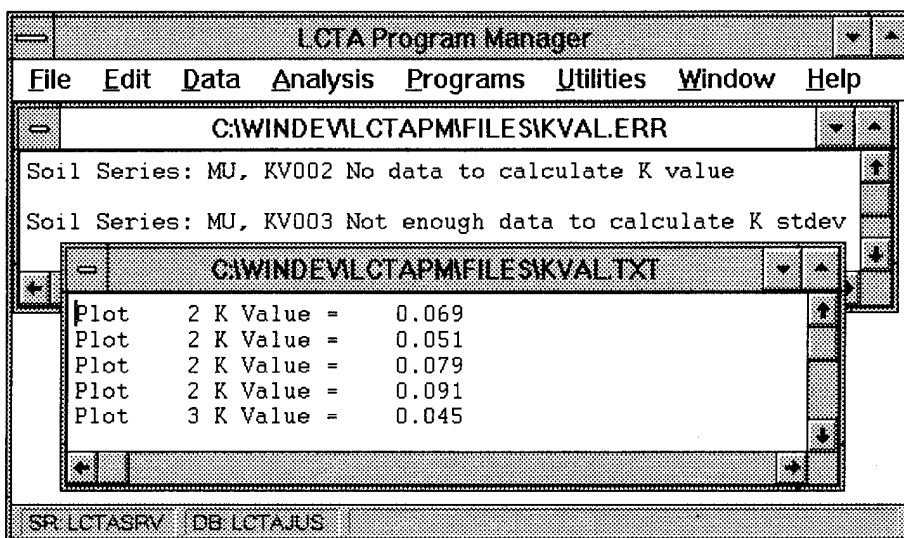 LCTA Program Manager
File Edit Data Analysis Programs Utilities Window Help
C:\WINDEV\LCTAPM\FILES\KVAL.ERR
Soil Series: MU, KV002 No data to calculate K value
Soil Series: MU, KV003 Not enough data to calculate K stdev
C:\WINDEV\LCTAPM\FILES\KVAL.TXT
Plot 2 K Value = 0.069
Plot 2 K Value = 0.051
Plot 2 K Value = 0.079
Plot 2 K Value = 0.091
Plot 3 K Value = 0.045
SR: LCTASRV DB: LCTAJUS